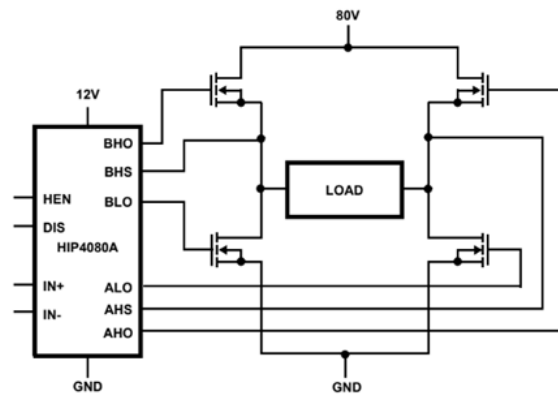 80V
12V
BHO
BHS
BLO
HEN
DIS
HIP4080A
LOAD
IN+
IN-
ALO
AHS
AHO
GND
GND